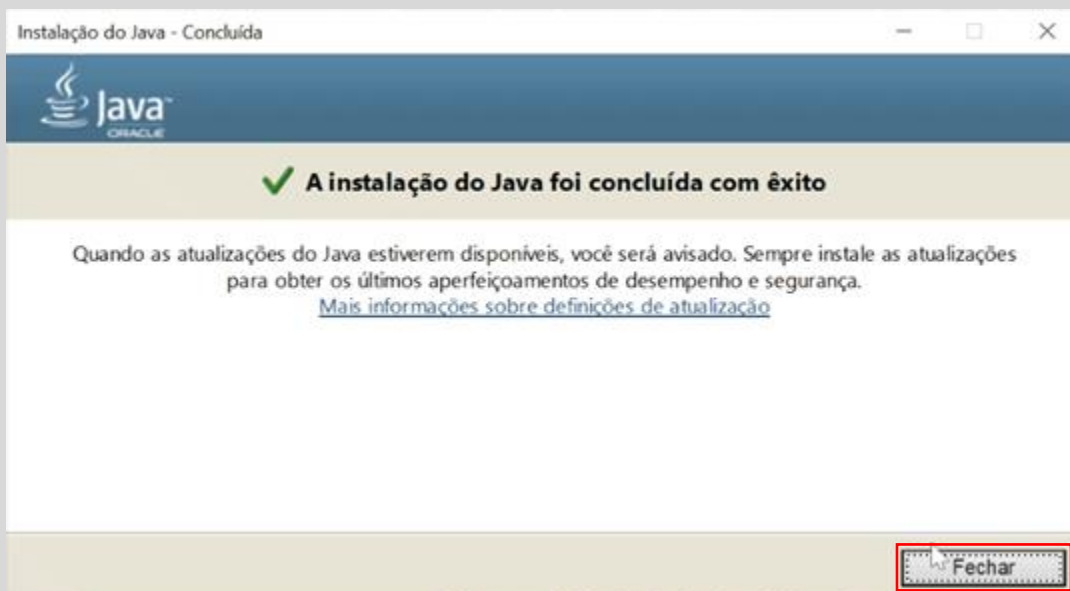 Instalação do Java - Concluída
Java™
ORACLE
A instalação do Java foi concluída com êxito
Quando as atualizações do Java estiverem disponíveis, você será avisado. Sempre instale as atualizações
para obter os últimos aperfeiçoamentos de desempenho e segurança.
Mais informações sobre definições de atualização
Fechar